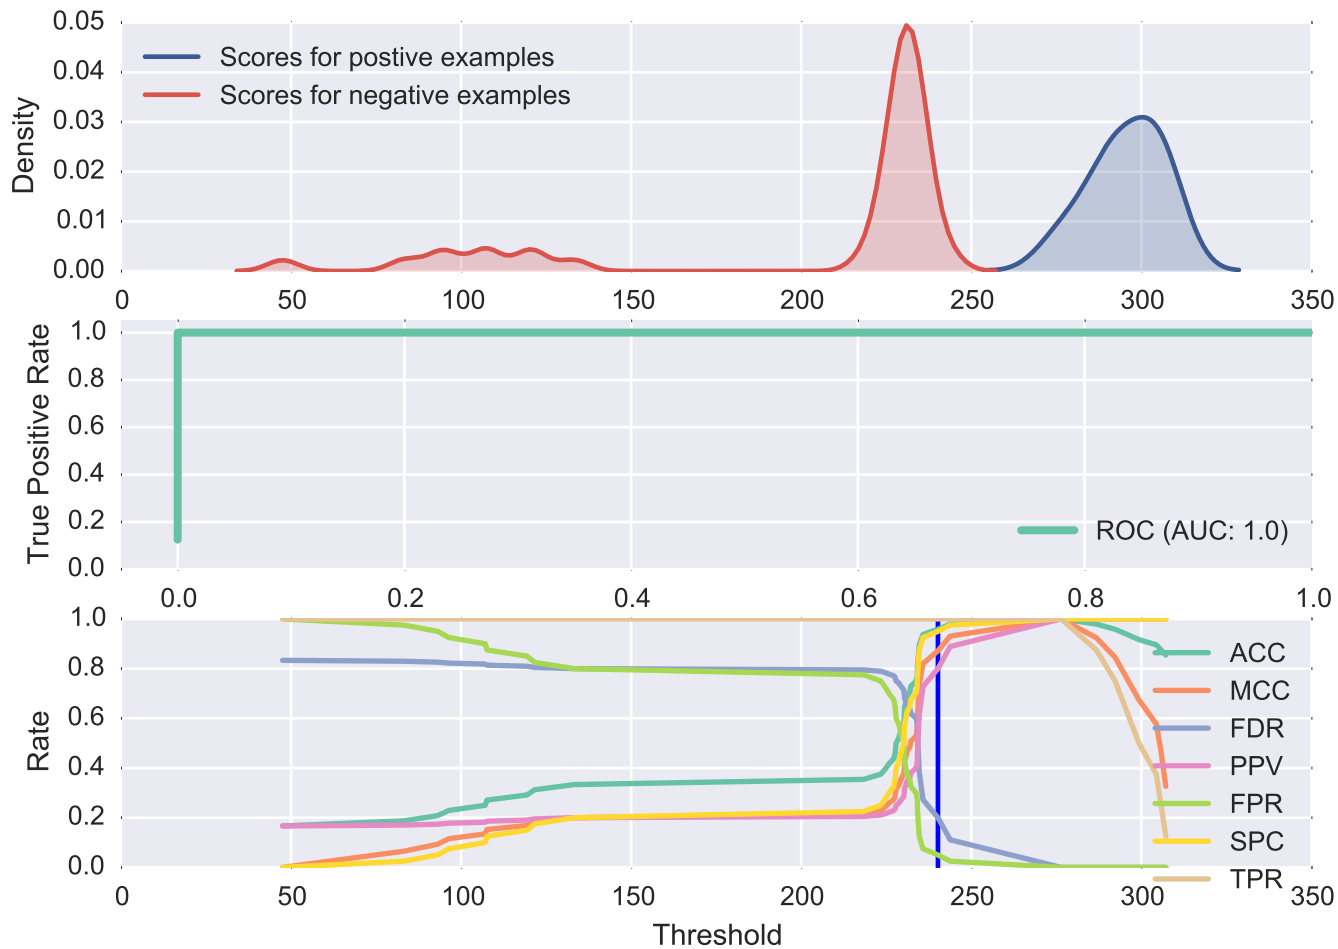 0.05
0.04
0.03
0.02
0.01
0.00
Density
Scores for postive examples
Scores for negative examples
0 50 100 150 200 250 300 350
1.0
0.8
0.6
0.4
0.2
0.0
True Positive Rate
ROC (AUC: 1.0)
0.0 0.2 0.4 0.6 0.8 1.0
1.0
0.8
0.6
0.4
0.2
0.0
Rate
ACC
MCC
FDR
PPV
FPR
SPC
TPR
0 50 100 150 200 250 300 350
Threshold